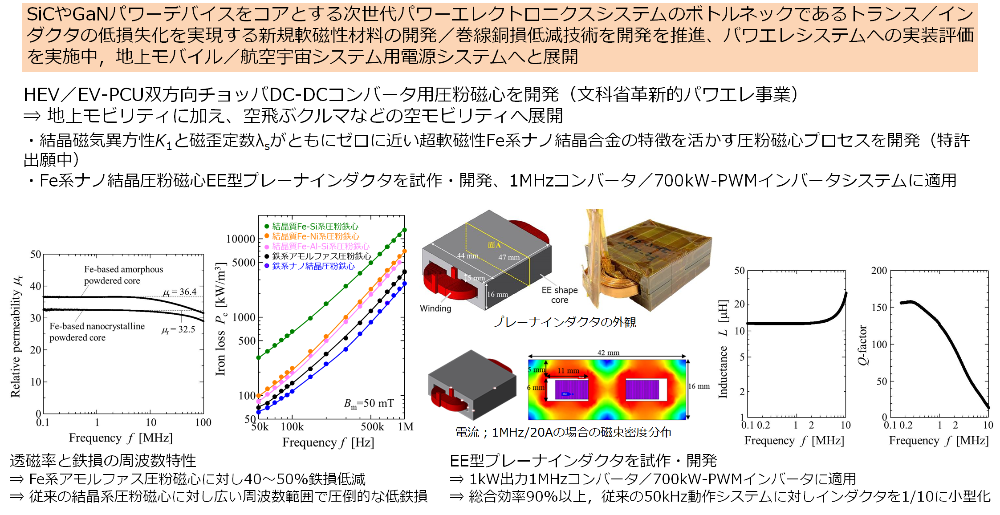 SiCやGaNパワーデバイスをコアとする次世代パワーエレクトロニクスシステムのボトルネックであるトランス／イン
ダクタの低損失化を実現する新規軟磁性材料の開発／巻線銅損低減技術を開発を推進、パワエレシステムへの実装評価
を実施中，地上モバイル／航空宇宙システム用電源システムへと展開
HEV／EV-PCU双方向チョッパDC-DCコンバータ用圧粉磁心を開発（文科省革新的パワエレ事業）
⇒ 地上モビリティに加え、空飛ぶクルマなどの空モビリティへ展開
・結晶磁気異方性K1と磁歪定数λsがともにゼロに近い超軟磁性Fe系ナノ結晶合金の特徴を活かす圧粉磁心プロセスを開発（特許
出願中）
・Fe系ナノ結晶圧粉磁心EE型プレーナインダクタを試作・開発、1MHzコンバータ／700kW-PWMインバータシステムに適用
Relative permeability μr
50
40
30
20
10
0
Fe-based amorphous
powdered core
μr = 36.4
Fe-based nanocrystalline
powdered core
μr = 32.5
0.1 1 10 100
Frequency f [MHz]
Iron loss Pc [kW/m3]
10000
5000
1000
500
100
50
結晶質Fe-Si系圧粉鉄心
結晶質Fe-Ni系圧粉鉄心
結晶質Fe-Al-Si系圧粉鉄心
鉄系アモルファス圧粉鉄心
鉄系ナノ結晶圧粉鉄心
Bm=50 mT
50k 100k 500k 1M
Frequency f [Hz]
面A
44 mm
47 mm
5 mm
16 mm
EE shape
core
Winding
プレーナインダクタの外観
42 mm
5 mm
11 mm
Max
6 mm
Min
16 mm
電流；1MHz/20Aの場合の磁束密度分布
Inductance L [μH]
50
20
10
5
2
1
0.1 0.2 1 2 10
Frequency f [MHz]
Q-factor
200
150
100
50
0
0.1 0.2 1 2 10
Frequency f [MHz]
透磁率と鉄損の周波数特性
⇒ Fe系アモルファス圧粉磁心に対し40～50%鉄損低減
⇒ 従来の結晶系圧粉磁心に対し広い周波数範囲で圧倒的な低鉄損
EE型プレーナインダクタを試作・開発
⇒ 1kW出力1MHzコンバータ／700kW-PWMインバータに適用
⇒ 総合効率90%以上，従来の50kHz動作システムに対しインダクタを1/10に小型化